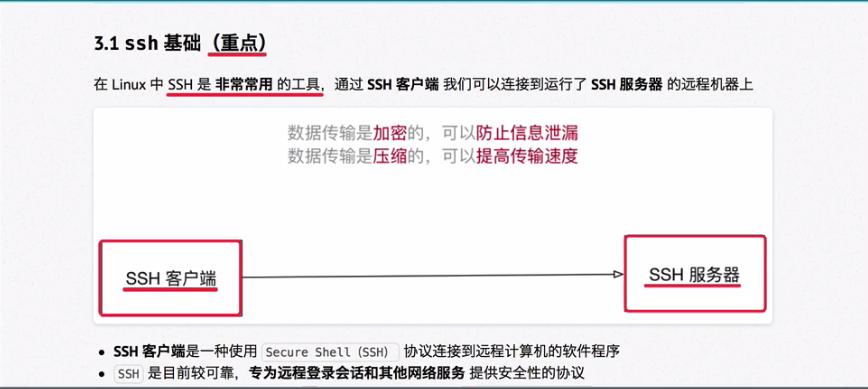 3.1 ssh 基础（重点）
在 Linux 中 SSH 是 非常常用 的工具，通过 SSH 客户端 我们可以连接到运行了 SSH 服务器 的远程机器上
数据传输是加密的，可以防止信息泄漏
数据传输是压缩的，可以提高传输速度
SSH 客户端
SSH 服务器
• SSH 客户端是一种使用 Secure Shell（SSH） 协议连接到远程计算机的软件程序
• SSH 是目前较可靠，专为远程登录会话和其他网络服务 提供安全性的协议